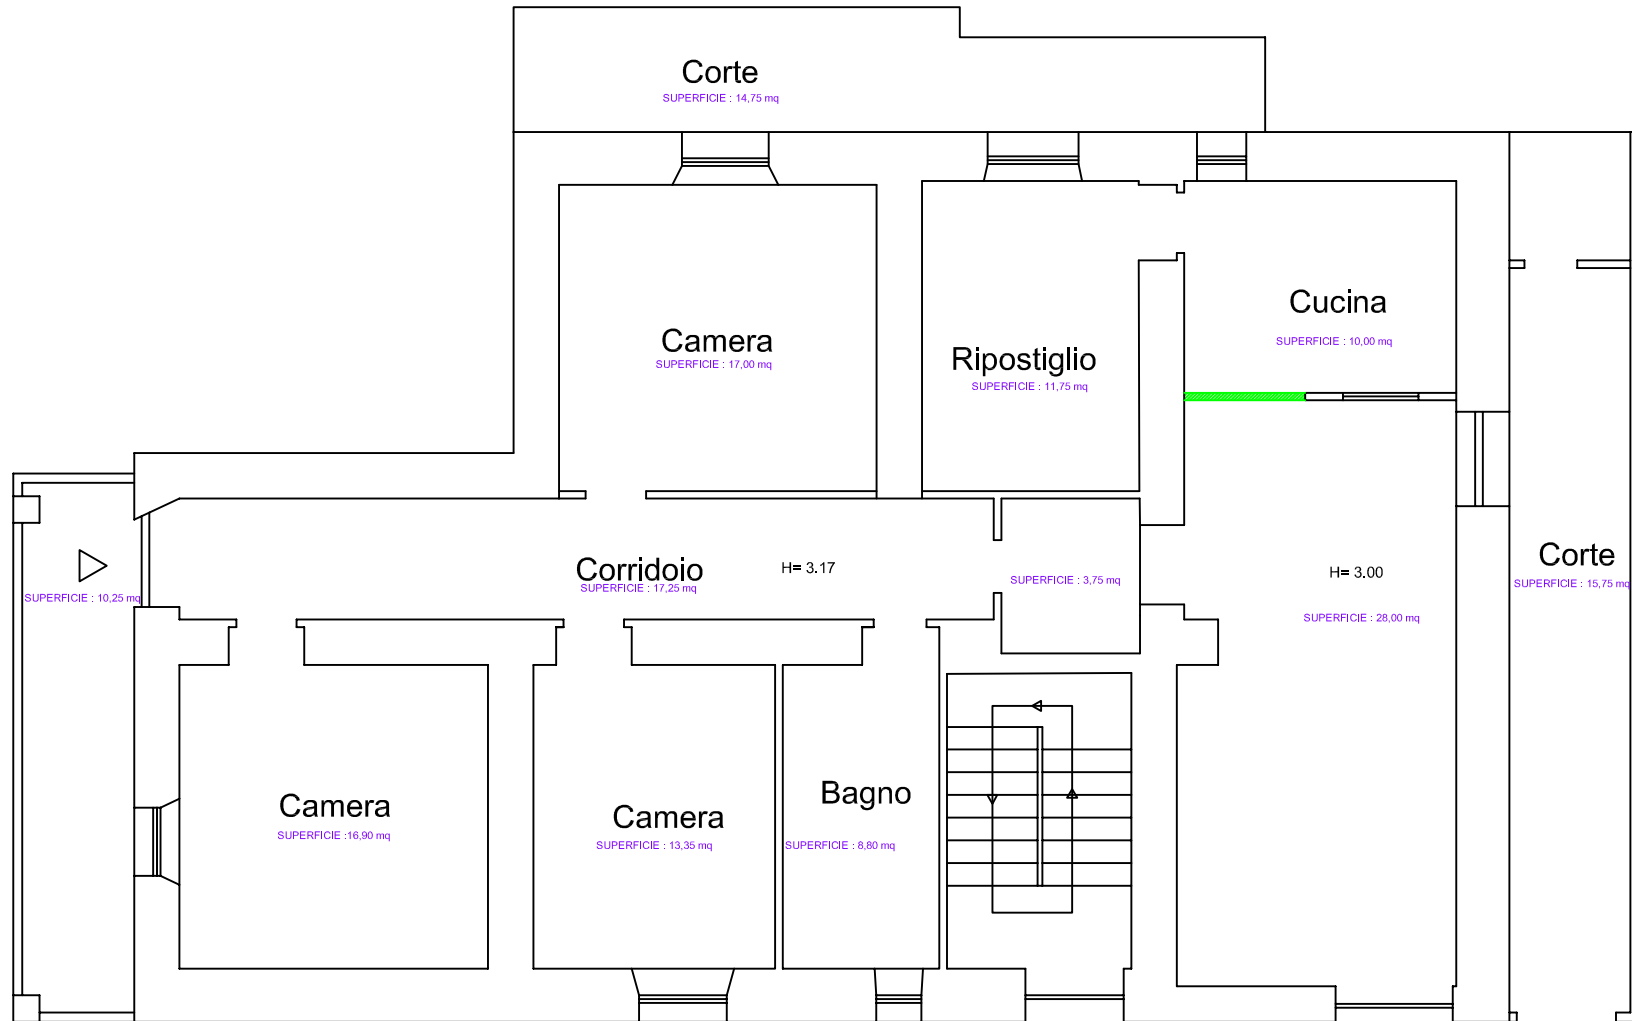 Corte
SUPERFICIE : 14,75 mq
Cucina
SUPERFICIE : 10,00 mq
Camera
SUPERFICIE : 17,00 mq
Ripostiglio
SUPERFICIE : 11,75 mq
Corte
SUPERFICIE : 15,75 mq
Corridoio
SUPERFICIE : 17,25 mq
H= 3.17
SUPERFICIE : 3,75 mq
H= 3.00
SUPERFICIE : 28,00 mq
SUPERFICIE : 10,25 mq
Camera
SUPERFICIE :16,90 mq
Camera
SUPERFICIE : 13,35 mq
Bagno
SUPERFICIE : 8,80 mq